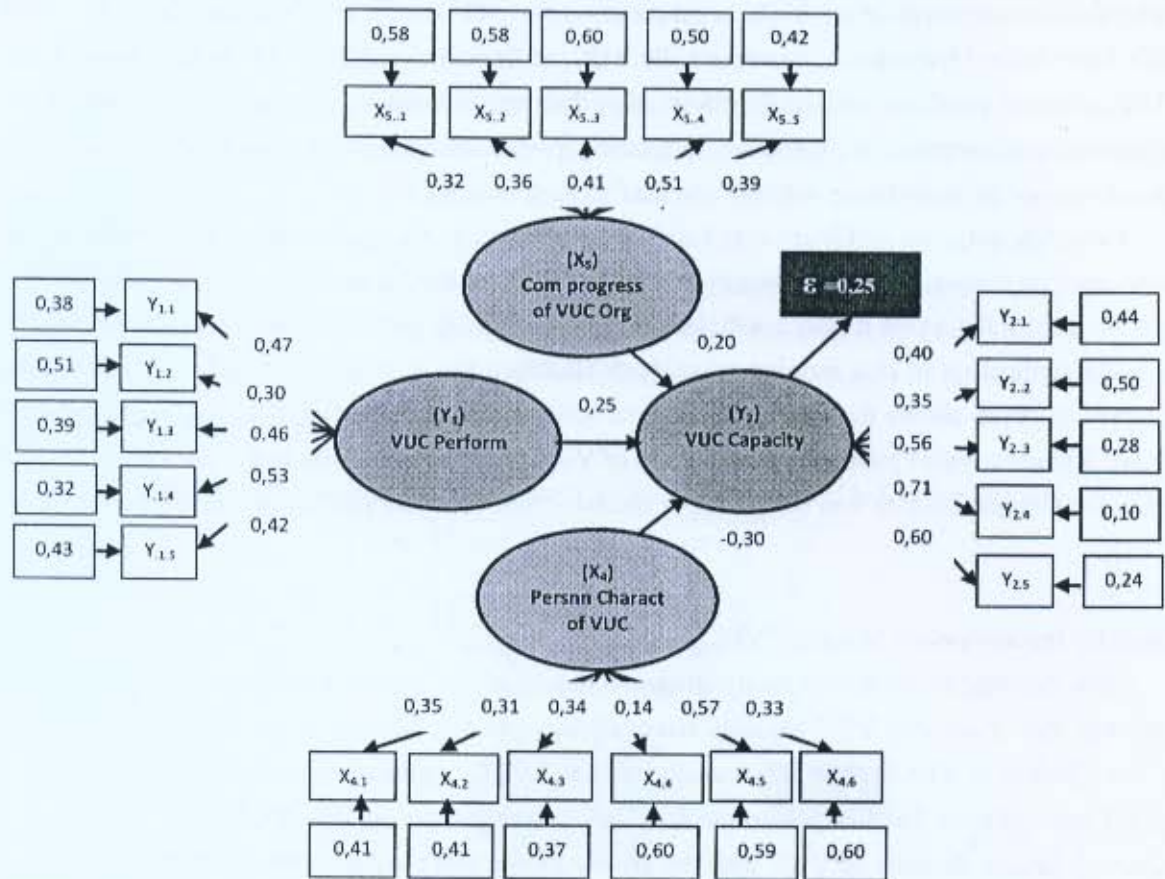 0,58 0,58 0,60 0,50 0,42
X5..1 X5..2 X5..3 X5..4 X5..5
0,32 0,36 0,41 0,51 0,39
(X5)
Com progress
of VUC Org
ε =0.25
0,38 Y1.1
0,47
0,51 Y1.2
0,30
0,39 Y1.3
0.46
0,32 Y.1.4
0,53
0,43 Y.1.5
0,42
(Y1)
VUC Perform
0,25
0,20
(Y2)
VUC Capacity
-0,30
0,40
Y2.1 0,44
0,35
Y2..2 0,50
0,56
Y2.3 0,28
0,71
Y2.4 0,10
0,60
Y2.5 0,24
(X4)
Persnn Charact
of VUC
0,35 0,31 0,34 0,14 0,57 0,33
X4.1 X4.2 X4.3 X4.4 X4.5 X4.6
0,41 0,41 0,37 0,60 0,59 0,60